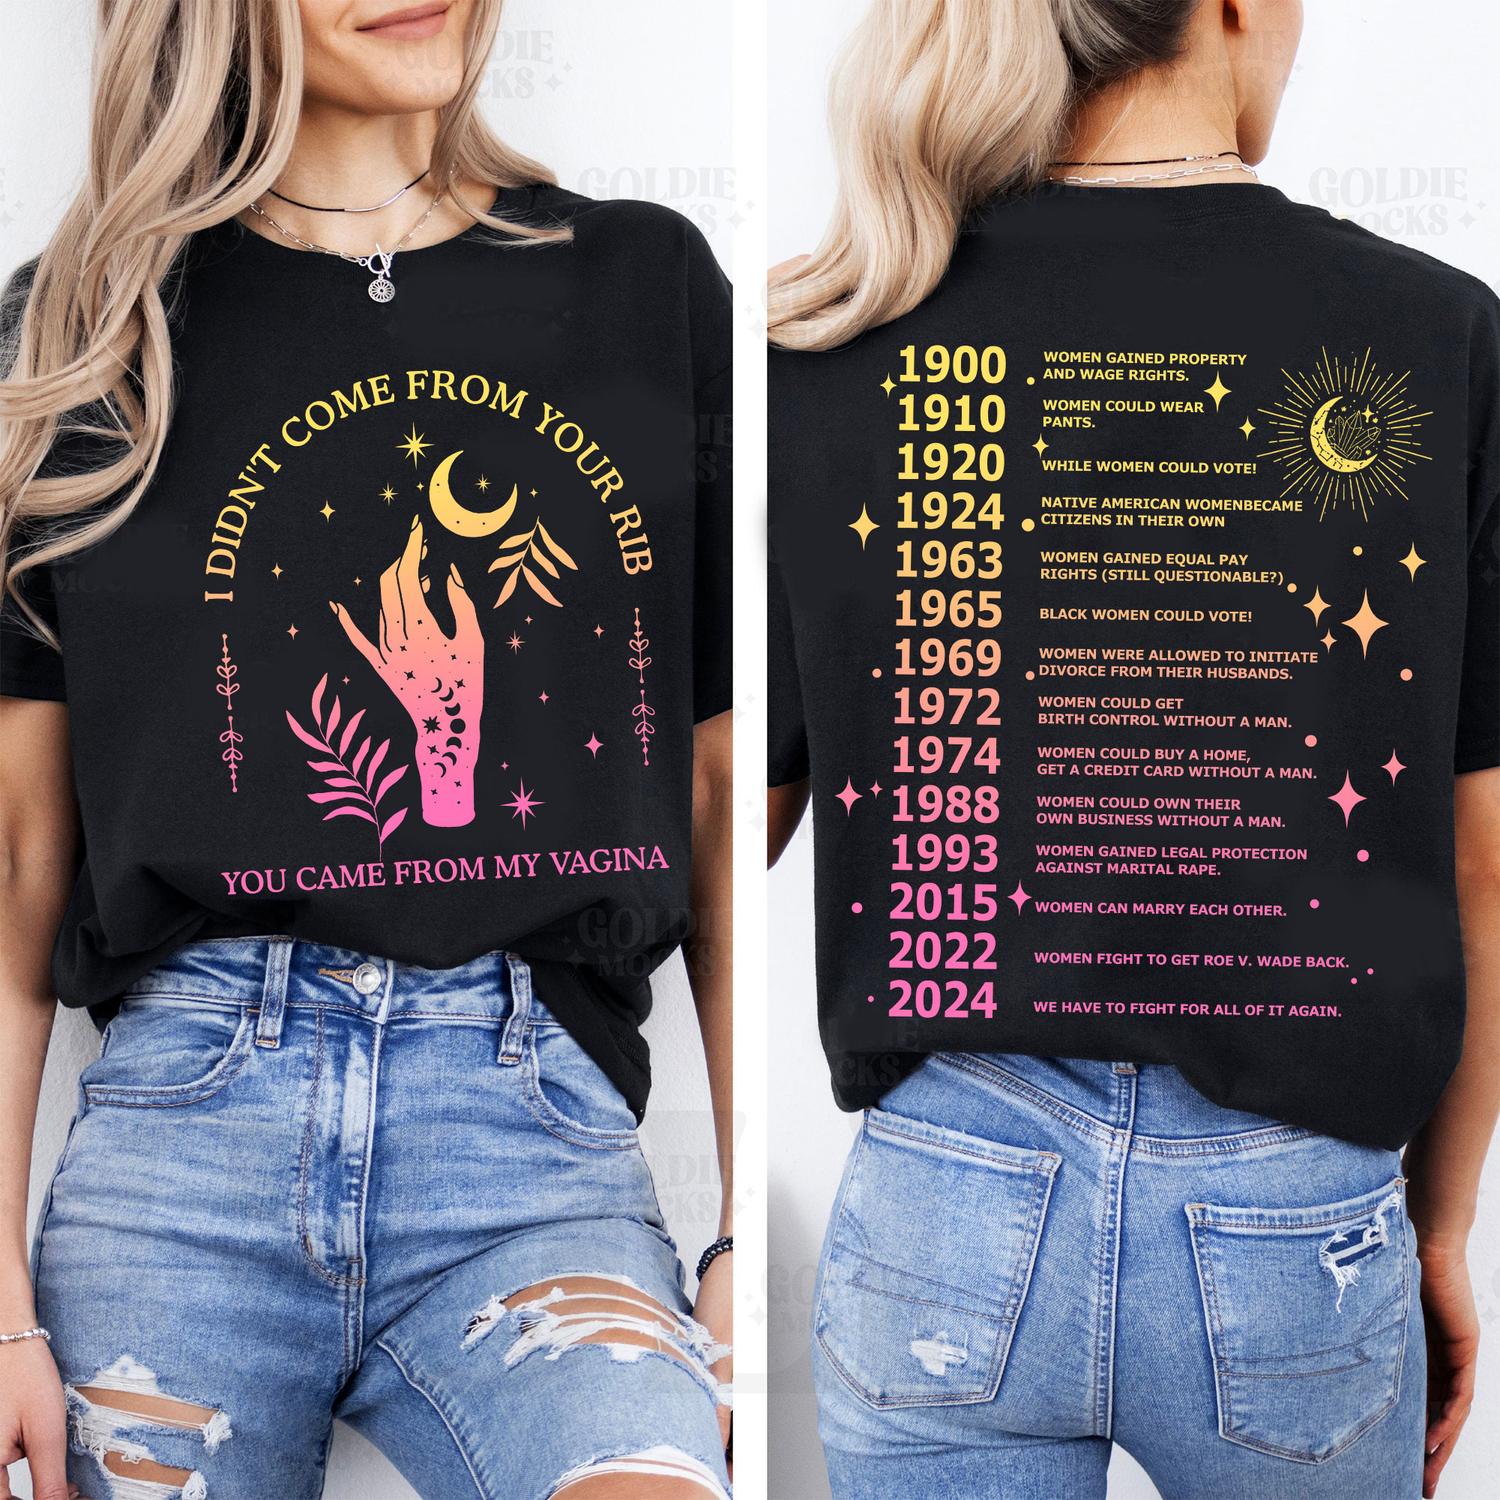 GOLDIE
MOCKS
GOLDIE
MOCKS
GOLDIE
MOCKS
I DIDN'T COME FROM YOUR RIB
YOU CAME FROM MY VAGINA
GOLDIE
MOCKS
1900 WOMEN GAINED PROPERTY
AND WAGE RIGHTS.
1910 WOMEN COULD WEAR
PANTS.
1920 WHILE WOMEN COULD VOTE!
1924 NATIVE AMERICAN WOMENBECAME
CITIZENS IN THEIR OWN
1963 WOMEN GAINED EQUAL PAY
RIGHTS (STILL QUESTIONABLE?)
1965 BLACK WOMEN COULD VOTE!
1969 WOMEN WERE ALLOWED TO INITIATE
DIVORCE FROM THEIR HUSBANDS.
1972 WOMEN COULD GET
BIRTH CONTROL WITHOUT A MAN.
1974 WOMEN COULD BUY A HOME,
GET A CREDIT CARD WITHOUT A MAN.
1988 WOMEN COULD OWN THEIR
OWN BUSINESS WITHOUT A MAN.
1993 WOMEN GAINED LEGAL PROTECTION
AGAINST MARITAL RAPE.
2015 WOMEN CAN MARRY EACH OTHER.
2022 WOMEN FIGHT TO GET ROE V. WADE BACK.
2024 WE HAVE TO FIGHT FOR ALL OF IT AGAIN.